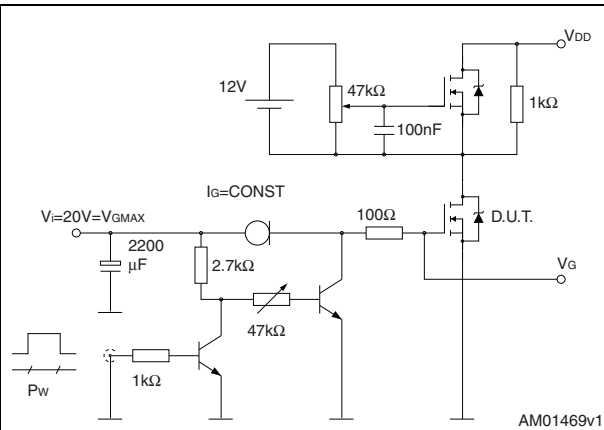 VDD
12V
47kΩ
1kΩ
100nF
IG=CONST
Vi=20V=VGMAX
100Ω
D.U.T.
2200
μF
2.7kΩ
VG
47kΩ
1kΩ
PW
AM01469v1